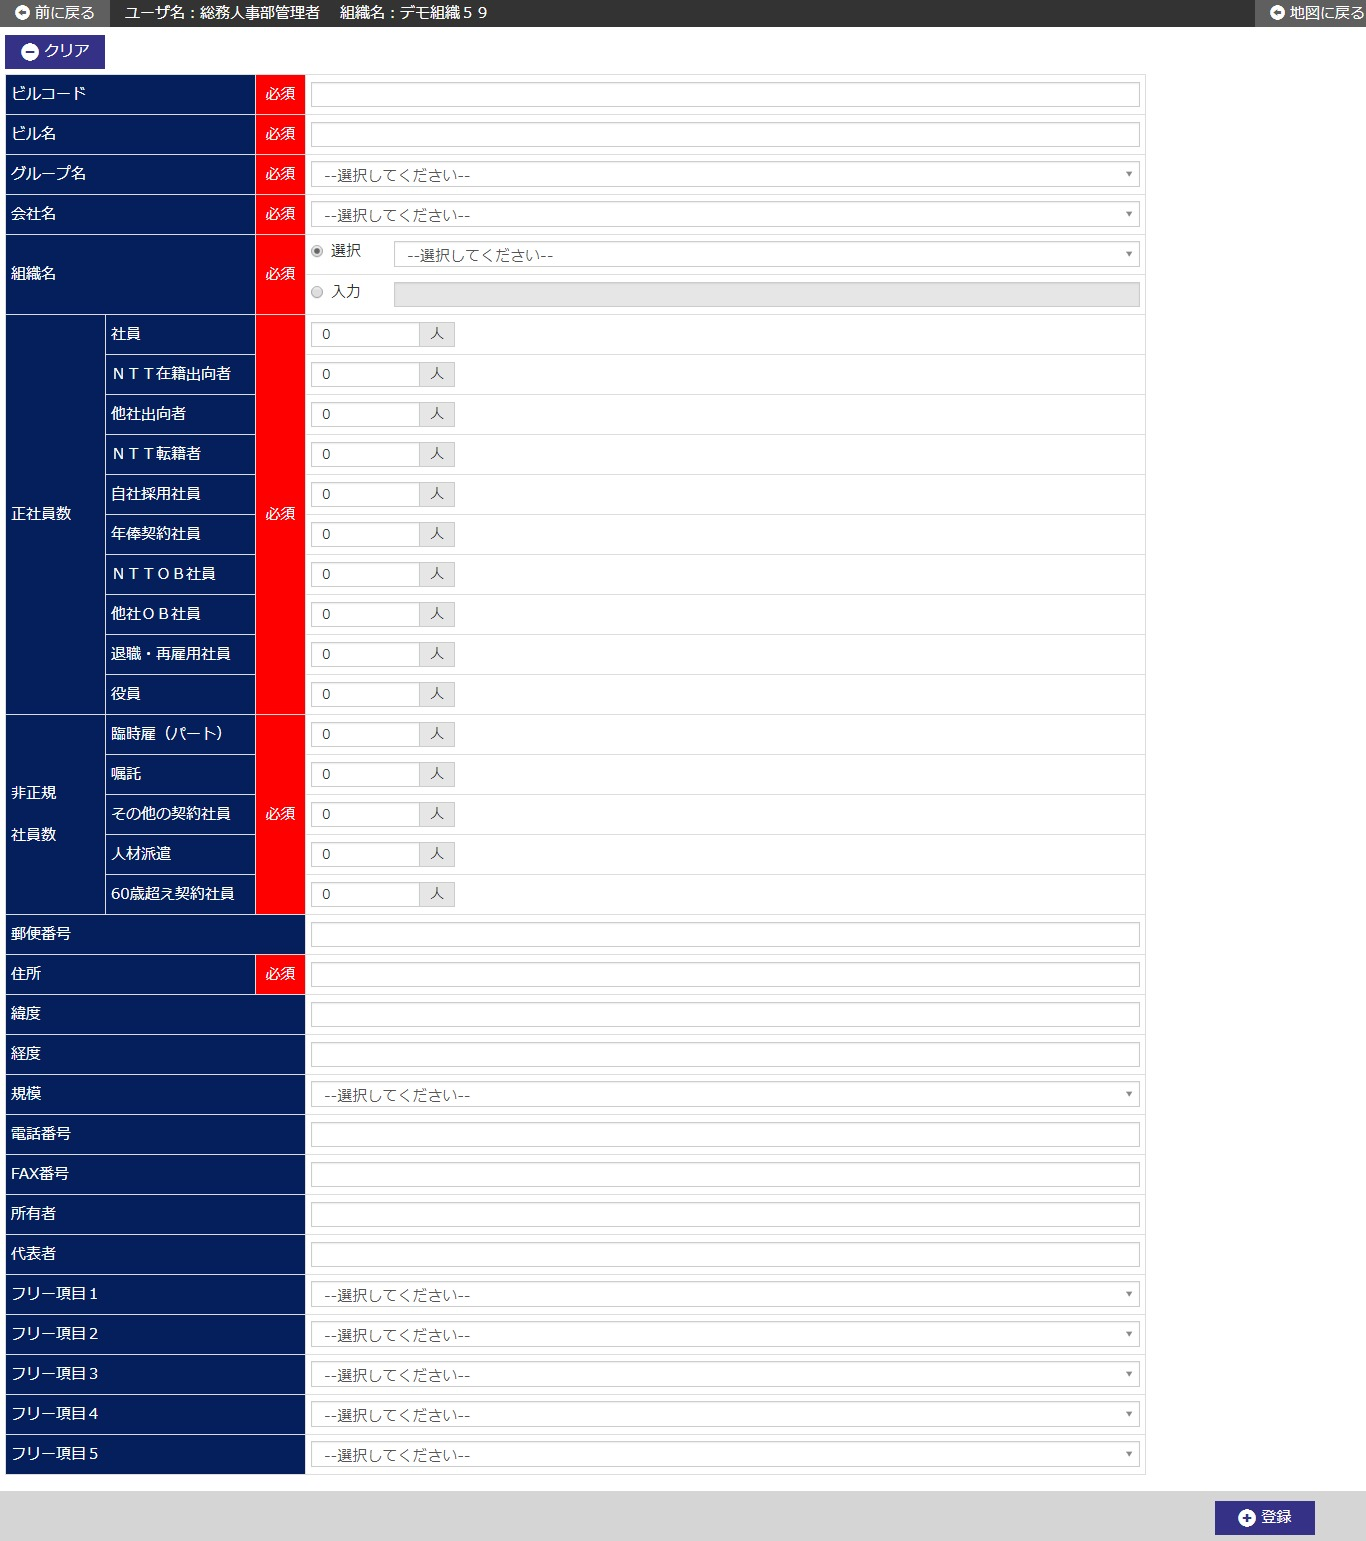 前に戻る ユーザ名：総務人事部管理者 組織名：デモ組織５９ 地図に戻る
クリア
ビルコード 必須
ビル名 必須
グループ名 必須 --選択してください--
会社名 必須 --選択してください--
組織名 必須 選択 --選択してください--
入力
正社員数 必須
社員 0 人
ＮＴＴ在籍出向者 0 人
他社出向者 0 人
ＮＴＴ転籍者 0 人
自社採用社員 0 人
年俸契約社員 0 人
ＮＴＴＯＢ社員 0 人
他社ＯＢ社員 0 人
退職・再雇用社員 0 人
役員 0 人
非正規
社員数
必須
臨時雇（パート） 0 人
嘱託 0 人
その他の契約社員 0 人
人材派遣 0 人
60歳超え契約社員 0 人
郵便番号
住所 必須
緯度
経度
規模 --選択してください--
電話番号
FAX番号
所有者
代表者
フリー項目１ --選択してください--
フリー項目２ --選択してください--
フリー項目３ --選択してください--
フリー項目４ --選択してください--
フリー項目５ --選択してください--
登録